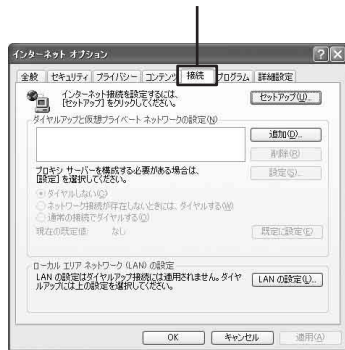 インターネット オプション
全般 セキュリティ プライバシー コンテンツ 接続 プログラム 詳細設定
インターネット接続を設定するには、
[セットアップ] をクリックしてください。
セットアップ(U)...
ダイヤルアップと仮想プライベート ネットワークの設定(N)
追加(D)...
削除(R)
プロキシ サーバーを構成する必要がある場合は、
[設定] を選択してください。
設定(S)...
ダイヤルしない(C)
ネットワーク接続が存在しないときには、ダイヤルする(W)
通常の接続でダイヤルする(O)
現在の既定値: なし
既定に設定(E)
ローカル エリア ネットワーク (LAN) の設定
LAN の設定はダイヤルアップ接続には適用されません。ダイヤ
ルアップには上の設定を選択してください。
LAN の設定(L)...
OK キャンセル 適用(A)